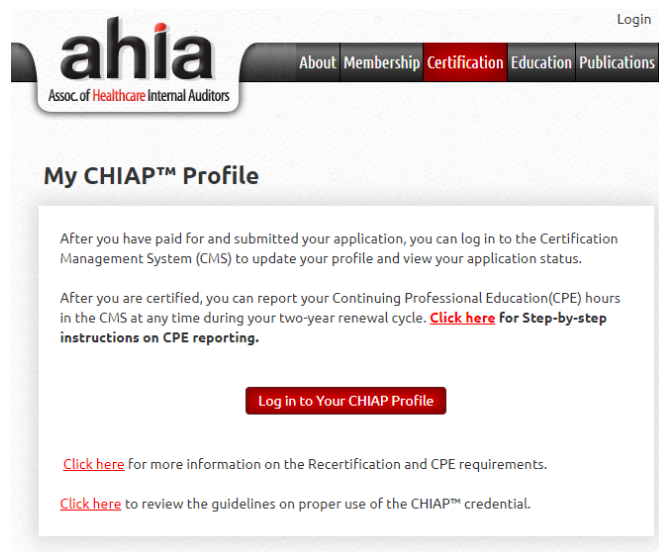 Login
ahia
Assoc. of Healthcare Internal Auditors
About Membership Certification Education Publications
My CHIAP™ Profile
After you have paid for and submitted your application, you can log in to the Certification
Management System (CMS) to update your profile and view your application status.
After you are certified, you can report your Continuing Professional Education(CPE) hours
in the CMS at any time during your two-year renewal cycle. Click here for Step-by-step
instructions on CPE reporting.
Log in to Your CHIAP Profile
Click here for more information on the Recertification and CPE requirements.
Click here to review the guidelines on proper use of the CHIAP™ credential.